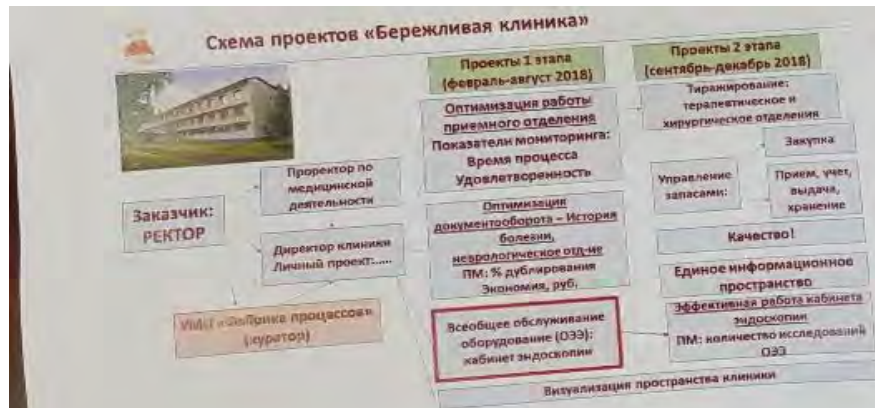 Схема проектов «Бережливая клиника»
Проекты 1 этапа
(февраль-август 2018)
Проекты 2 этапа
(сентябрь-декабрь 2018)
Оптимизация работы
приемного отделения
Показатели мониторинга:
Время процесса
Удовлетворенность
Тиражирование:
терапевтическое и
хирургическое отделения
Закупка
Управление
запасами:
Прием, учет,
выдача,
хранение
Проректор по
медицинской
деятельности
Заказчик:
РЕКТОР
Директор клиники
Личный проект:.....
Оптимизация
документооборота – История
болезни,
неврологическое отд-ие
ПМ: % дублирования
Экономия, руб.
Качество!
Единое информационное
пространство
УМЦ «Фабрика процессов»
(куратор)
Всеобщее обслуживание
оборудование (ОЭЭ):
кабинет эндоскопии
Эффективная работа кабинета
эндоскопии
ПМ: количество исследований
ОЭЭ
Визуализация пространства клиники